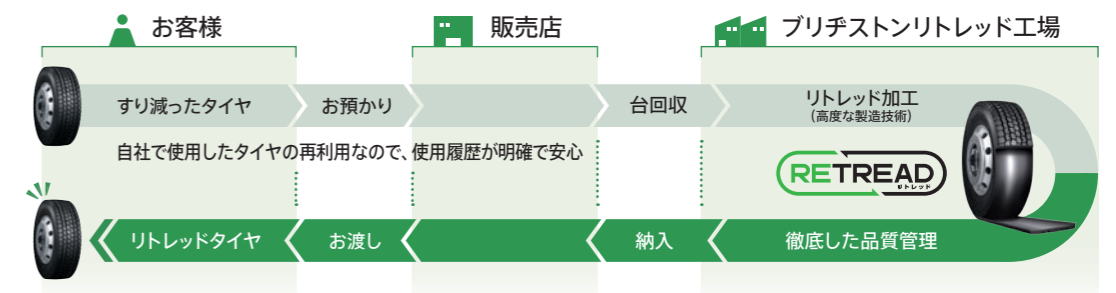 お客様
販売店
ブリヂストンリトレッド工場
すり減ったタイヤ
お預かり
台回収
リトレッド加工
(高度な製造技術)
自社で使用したタイヤの再利用なので、使用履歴が明確で安心
RETREAD
リトレッド
リトレッドタイヤ
お渡し
納入
徹底した品質管理